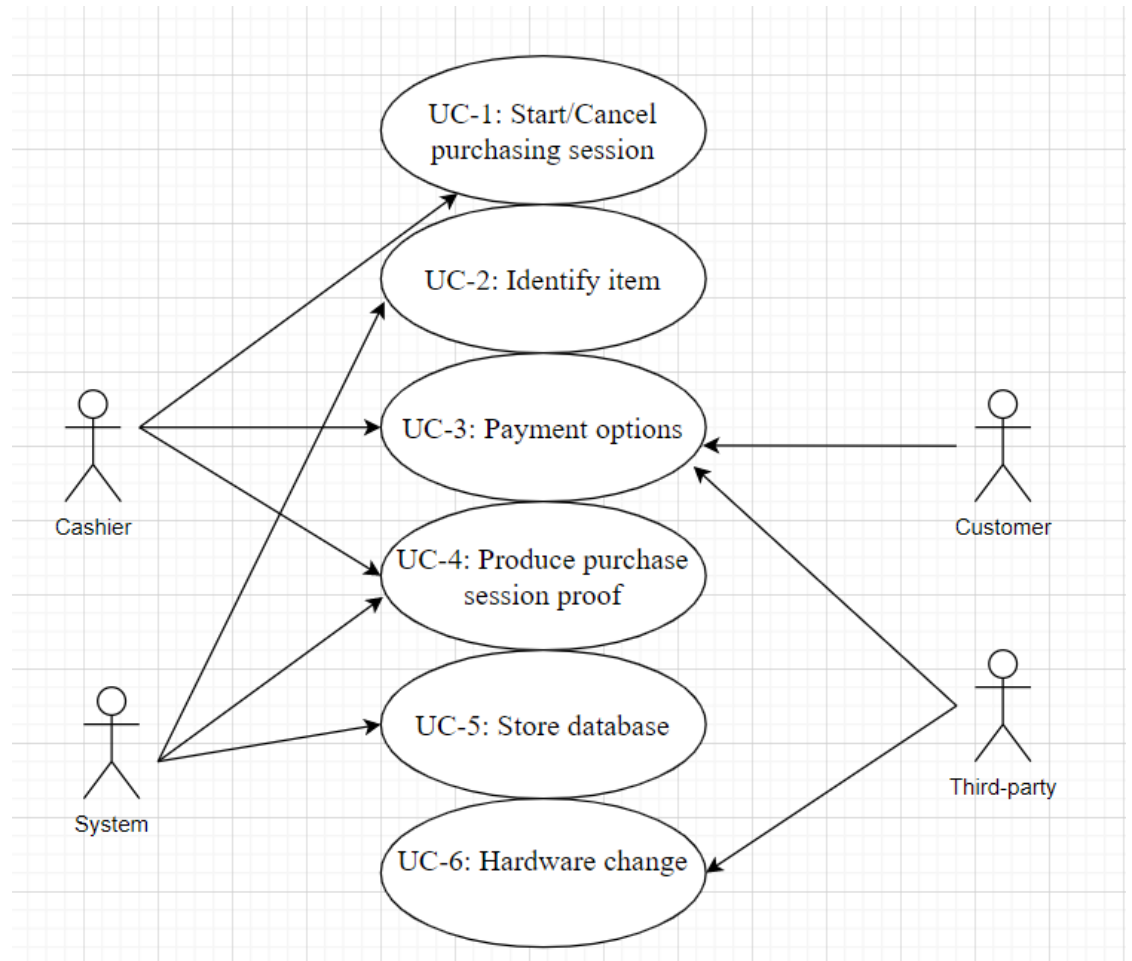 UC-1: Start/Cancel
purchasing session
UC-2: Identify item
UC-3: Payment options
Cashier
Customer
UC-4: Produce purchase
session proof
UC-5: Store database
Third-party
System
UC-6: Hardware change